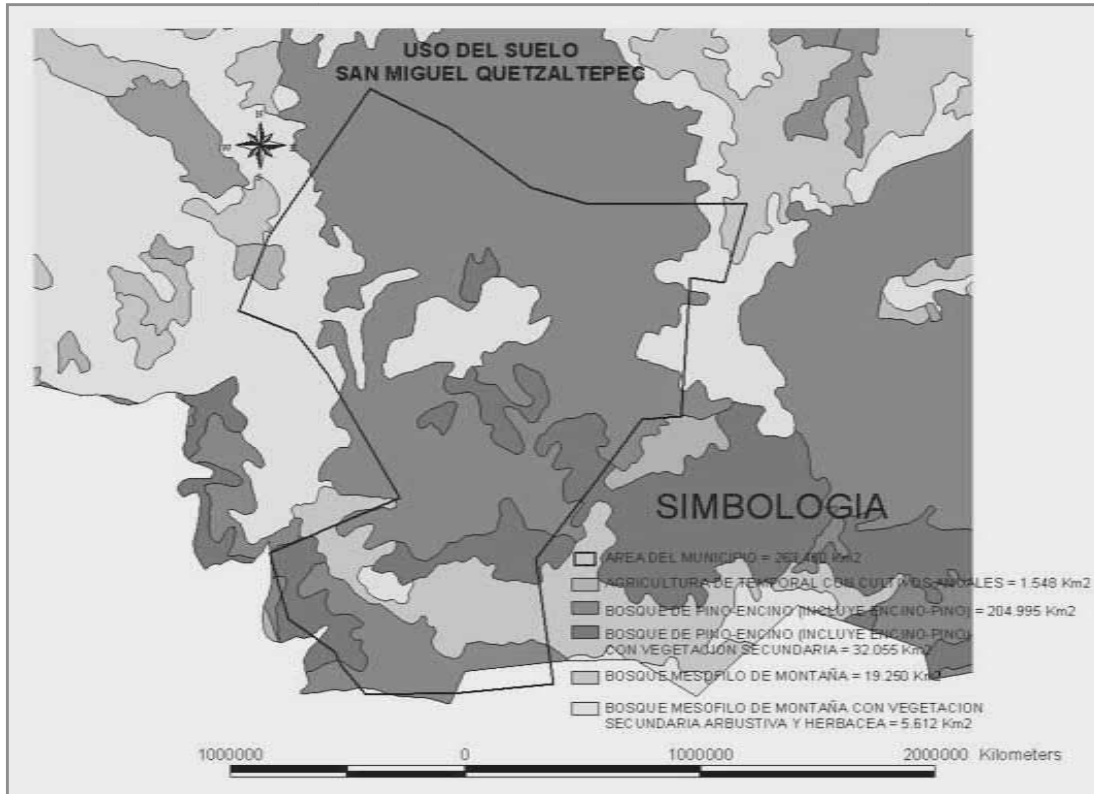 USO DEL SUELO
SAN MIGUEL QUETZALTEPEC
SIMBOLOGIA
AREA DEL MUNICIPIO = Km2
AGRICULTURA DE TEMPORAL CON CULTIVOS ANUALES = 1.548 Km2
BOSQUE DE PINO-ENCINO (INCLUYE ENCINO-PINO) = 204.995 Km2
BOSQUE DE PINO-ENCINO (INCLUYE ENCINO-PINO)
CON VEGETACION SECUNDARIA = 32.055 Km2
BOSQUE MESOFILO DE MONTAÑA = 19.250 Km2
BOSQUE MESOFILO DE MONTAÑA CON VEGETACION
SECUNDARIA ARBUSTIVA Y HERBACEA = 5.612 Km2
1000000 0 1000000 2000000 Kilometers